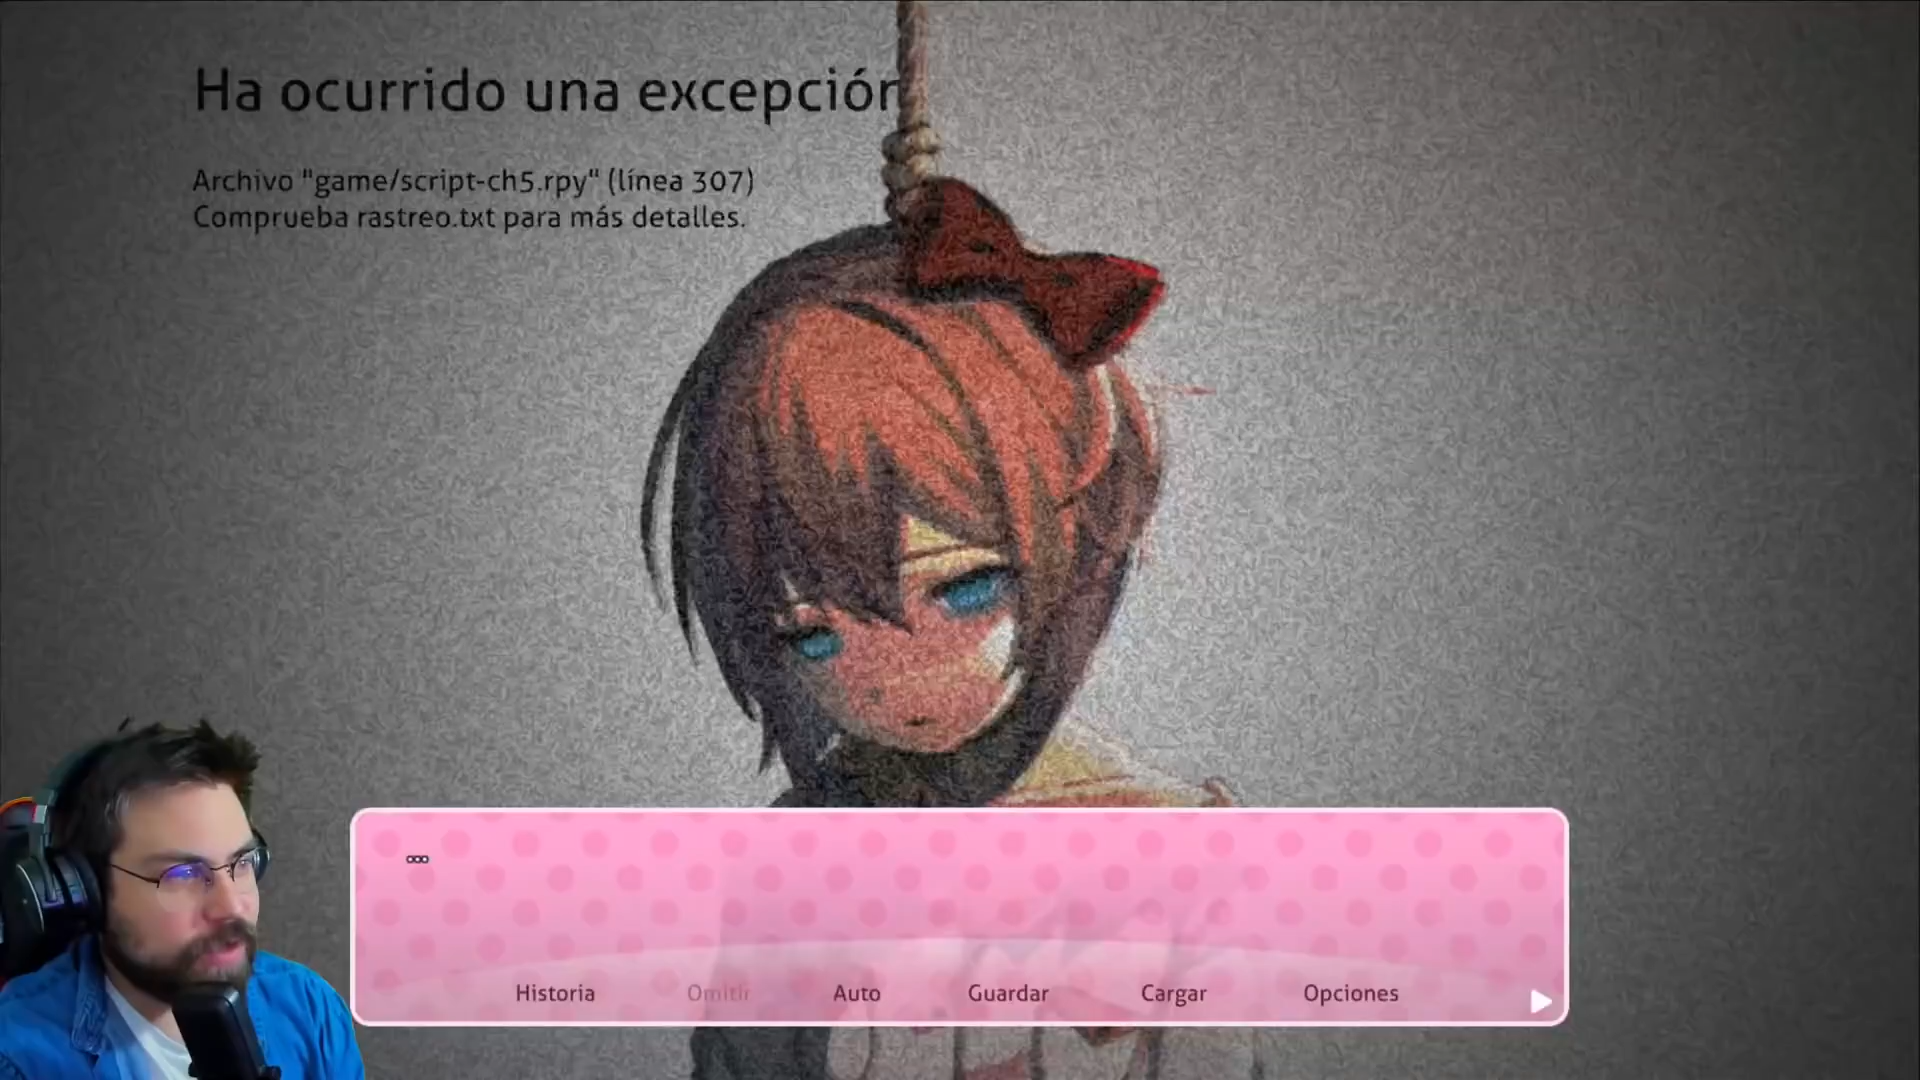 Ha ocurrido una excepción
Archivo "game/script-ch5.rpy" (línea 307)
Comprueba rastreo.txt para más detalles.
...
Historia Omitir Auto Guardar Cargar Opciones